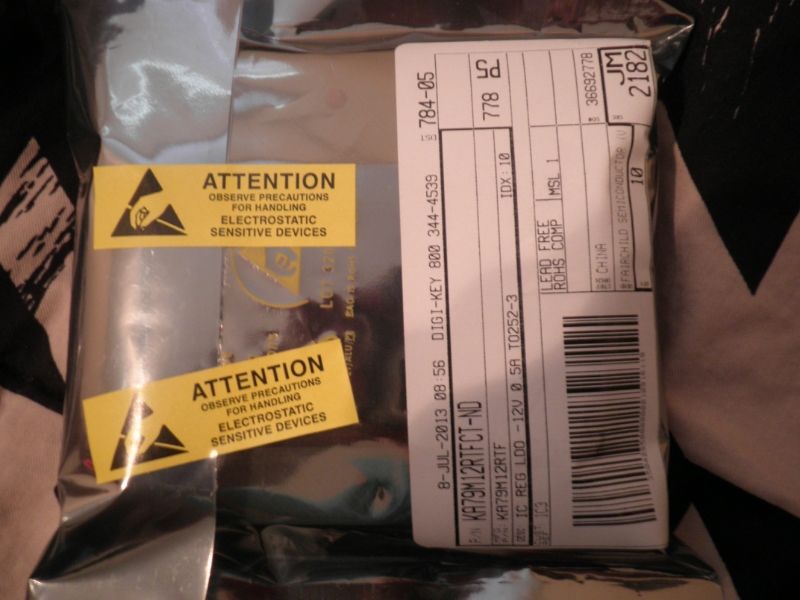 ATTENTION
OBSERVE PRECAUTIONS
FOR HANDLING
ELECTROSTATIC
SENSITIVE DEVICES
ATTENTION
OBSERVE PRECAUTIONS
FOR HANDLING
ELECTROSTATIC
SENSITIVE DEVICES
8-JUL-2013 08:56 DIGI-KEY 800 344-4539 784-05
P/N KA79M12RTFCT-ND
778
P/N: KA79M12RTF
IDX: 10
IC REG LDO -12V 0.5A TO252-3
LEAD FREE
ROHS COMP
MSL 1
36692778
CHINA
FAIRCHILD SEMICONDUCTOR
10
JM
2182